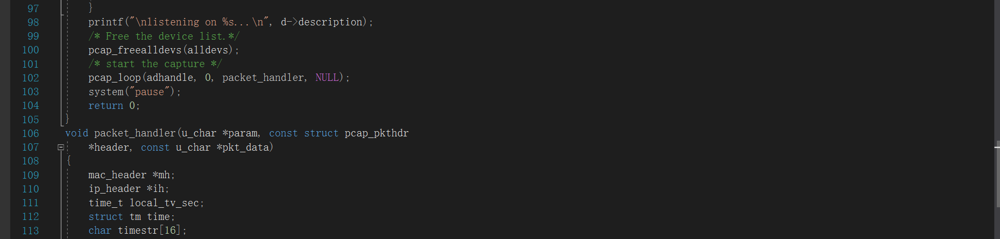 97 }
98 printf("\nlistening on %s...\n", d->description);
99 /* Free the device list.*/
100 pcap_freealldevs(alldevs);
101 /* start the capture */
102 pcap_loop(adhandle, 0, packet_handler, NULL);
103 system("pause");
104 return 0;
105 }
106 void packet_handler(u_char *param, const struct pcap_pkthdr
107 *header, const u_char *pkt_data)
108 {
109 mac_header *mh;
110 ip_header *ih;
111 time_t local_tv_sec;
112 struct tm time;
113 char timestr[16];